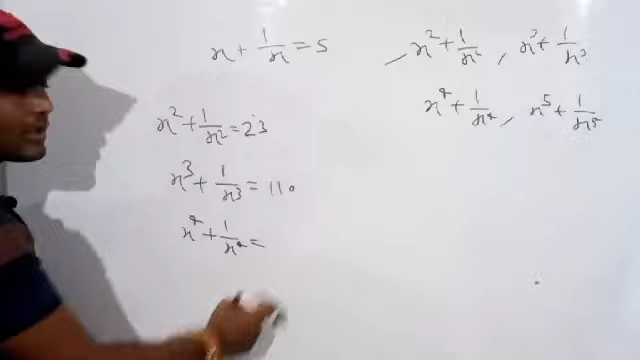 x + 1/x = 5
x² + 1/x², x³ + 1/x³
x⁴ + 1/x⁴, x⁵ + 1/x⁵
x² + 1/x² = 23
x³ + 1/x³ = 110
x⁴ + 1/x⁴ =